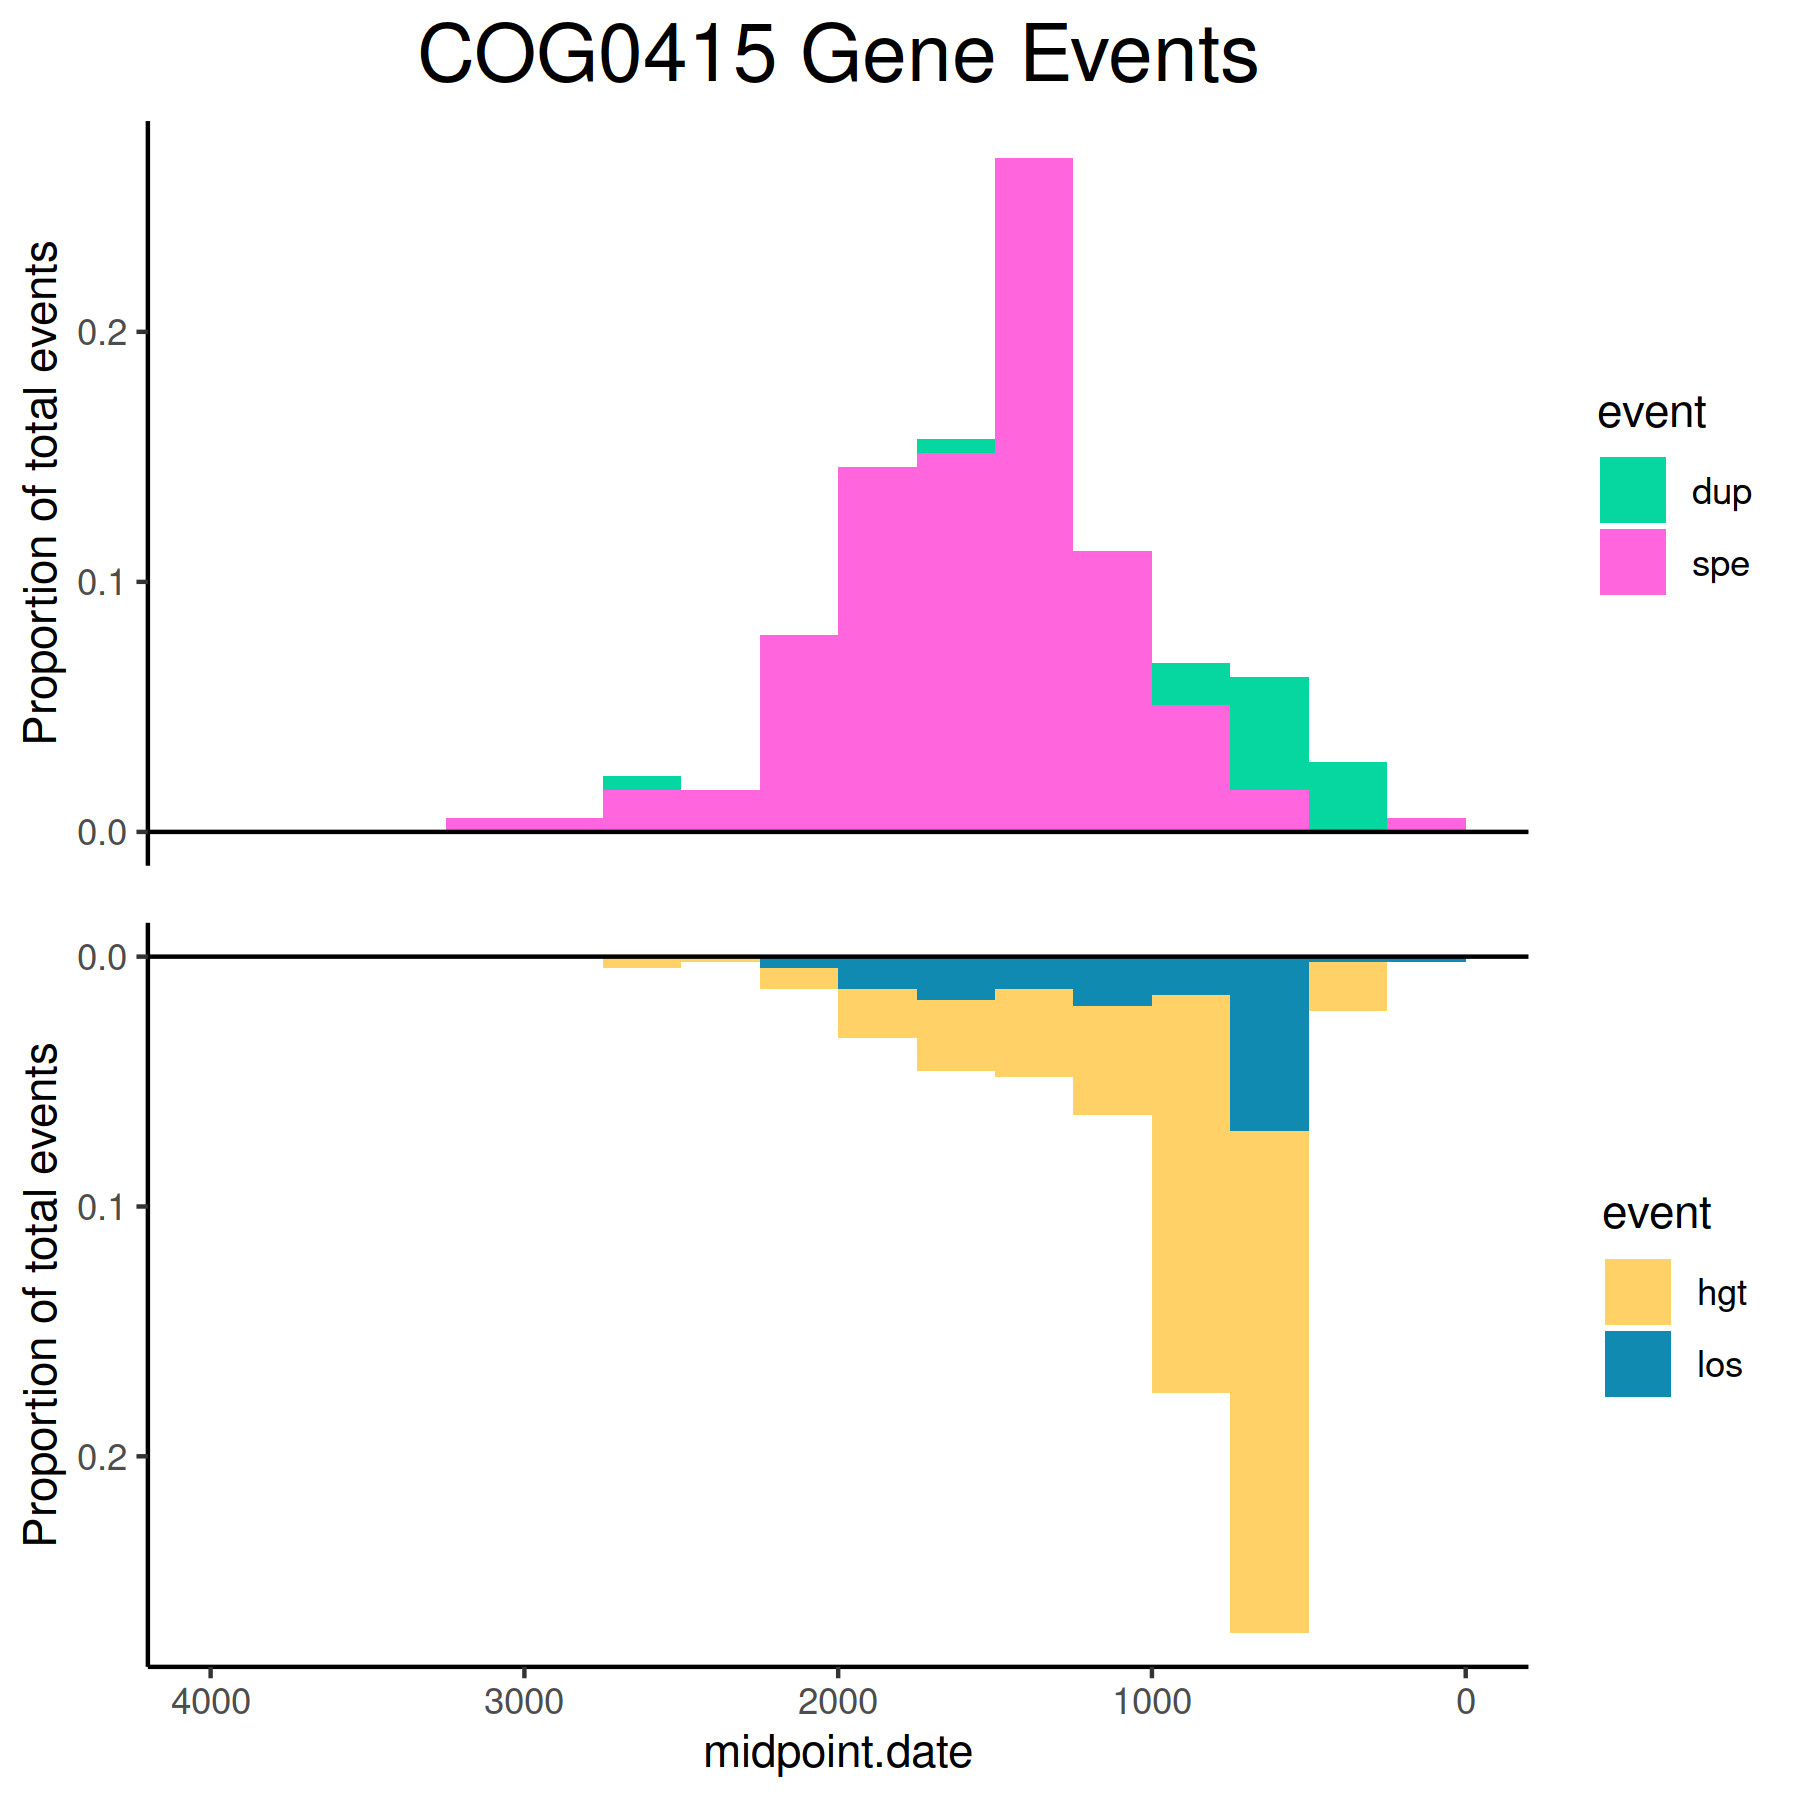 COG0415 Gene Events
Proportion of total events
0.2
0.1
0.0
event
dup
spe
Proportion of total events
0.0
0.1
0.2
event
hgt
los
4000 3000 2000 1000 0
midpoint.date